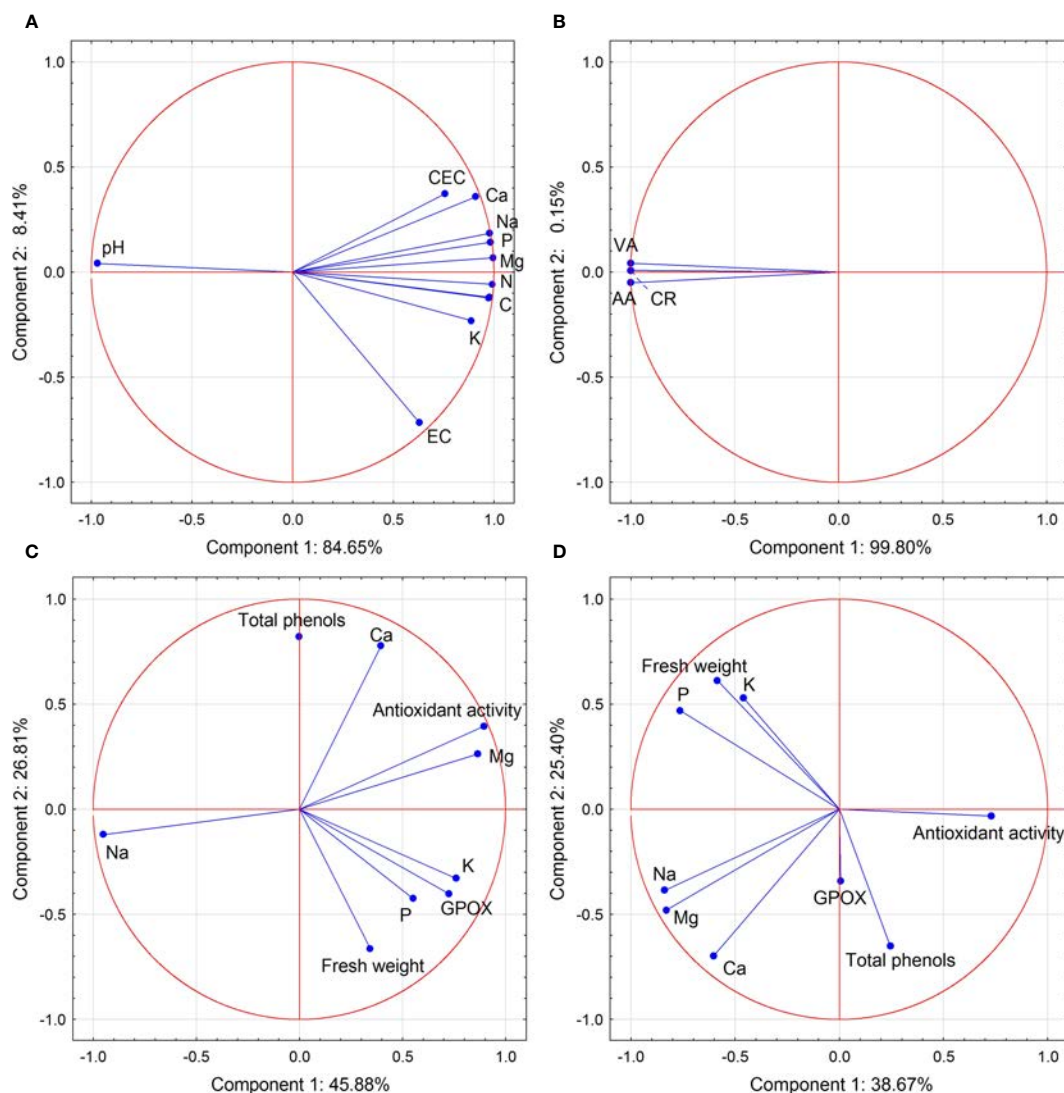 A
1.0
0.5
0.0
-0.5
-1.0
Component 2: 8.41%
CEC
Ca
Na
P
Mg
N
C
K
EC
pH
-1.0 -0.5 0.0 0.5 1.0
Component 1: 84.65%
B
1.0
0.5
0.0
-0.5
-1.0
Component 2: 0.15%
VA
AA CR
-1.0 -0.5 0.0 0.5 1.0
Component 1: 99.80%
C
1.0
0.5
0.0
-0.5
-1.0
Component 2: 26.81%
Total phenols
Ca
Antioxidant activity
Mg
Na
K
GPOX
P
Fresh weight
-1.0 -0.5 0.0 0.5 1.0
Component 1: 45.88%
D
1.0
0.5
0.0
-0.5
-1.0
Component 2: 25.40%
Fresh weight
K
P
Antioxidant activity
Na
GPOX
Mg
Ca
Total phenols
-1.0 -0.5 0.0 0.5 1.0
Component 1: 38.67%